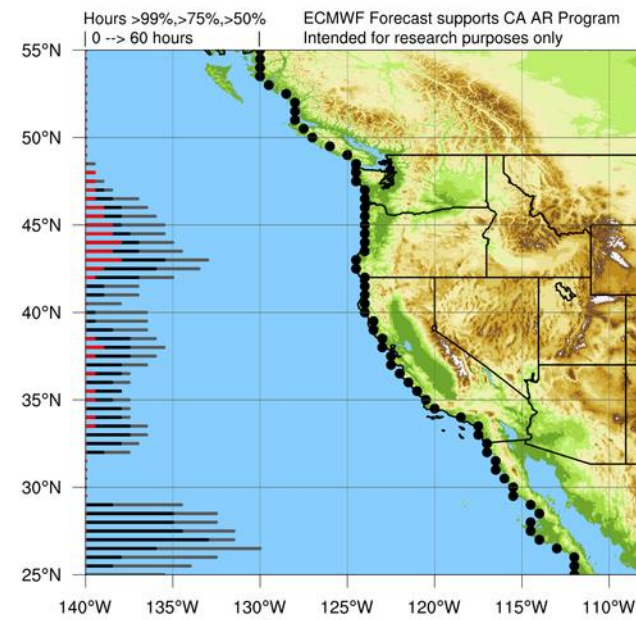 Hours >99%,>75%,>50% ECMWF Forecast supports CA AR Program
| 0 --> 60 hours | Intended for research purposes only
55°N
50°N
45°N
40°N
35°N
30°N
25°N
140°W 135°W 130°W 125°W 120°W 115°W 110°W